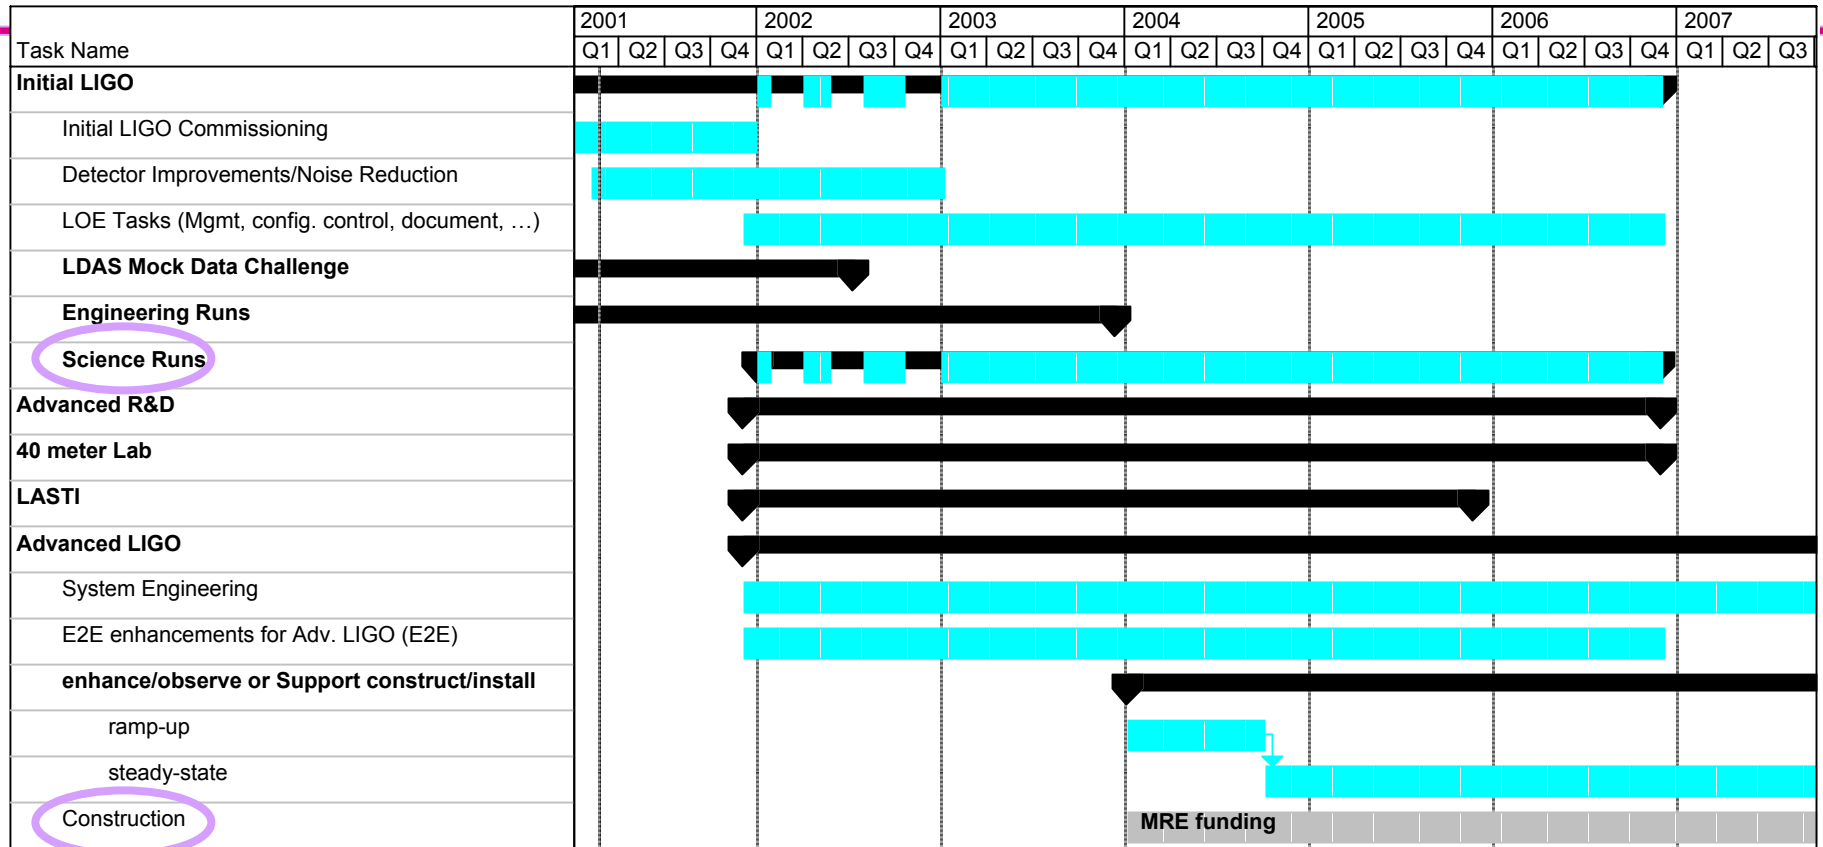 2001 2002 2003 2004 2005 2006 2007
Task Name Q1 Q2 Q3 Q4 Q1 Q2 Q3 Q4 Q1 Q2 Q3 Q4 Q1 Q2 Q3 Q4 Q1 Q2 Q3 Q4 Q1 Q2 Q3 Q4 Q1 Q2 Q3
Initial LIGO
Initial LIGO Commissioning
Detector Improvements/Noise Reduction
LOE Tasks (Mgmt, config. control, document, …)
LDAS Mock Data Challenge
Engineering Runs
Science Runs
Advanced R&D
40 meter Lab
LASTI
Advanced LIGO
System Engineering
E2E enhancements for Adv. LIGO (E2E)
enhance/observe or Support construct/install
ramp-up
steady-state
Construction MRE funding